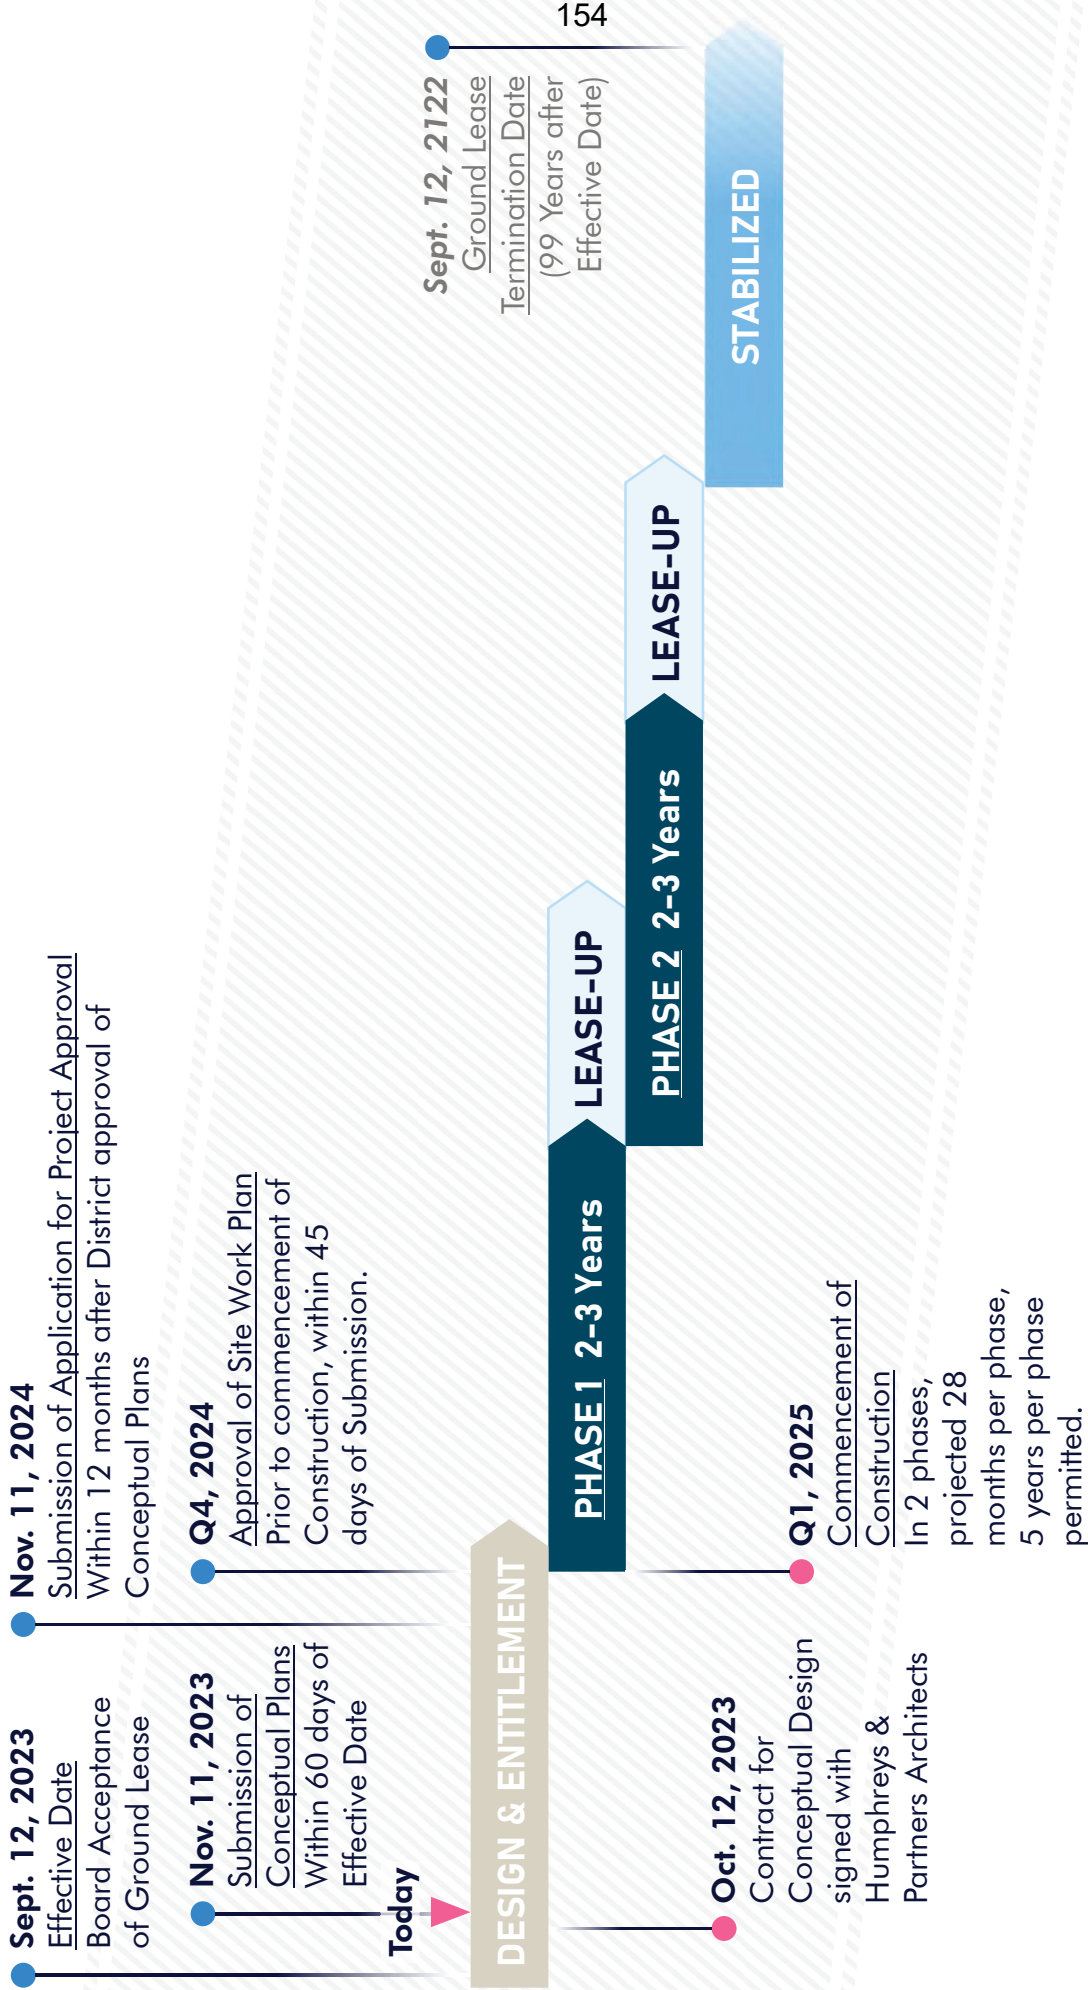 154
Sept. 12, 2023
Effective Date
Board Acceptance
of Ground Lease
Nov. 11, 2024
Submission of Application for Project Approval
Within 12 months after District approval of
Conceptual Plans
Nov. 11, 2023
Submission of
Conceptual Plans
Within 60 days of
Effective Date
Q4, 2024
Approval of Site Work Plan
Prior to commencement of
Construction, within 45
days of Submission.
Today
Sept. 12, 2122
Ground Lease
Termination Date
(99 Years after
Effective Date)
DESIGN & ENTITLEMENT
PHASE 1 2-3 Years
LEASE-UP
PHASE 2 2-3 Years
LEASE-UP
STABILIZED
Oct. 12, 2023
Contract for
Conceptual Design
signed with
Humphreys &
Partners Architects
Q1, 2025
Commencement of
Construction
In 2 phases,
projected 28
months per phase,
5 years per phase
permitted.